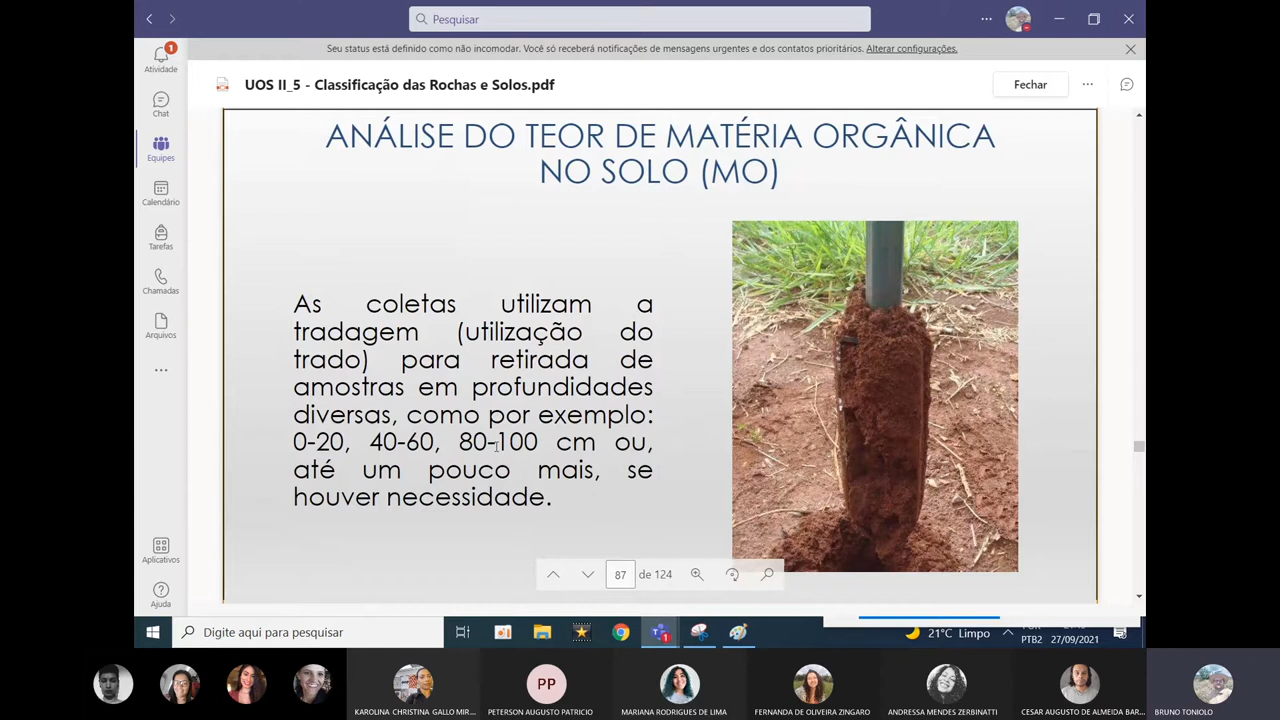 Pesquisar
Seu status está definido como não incomodar. Você só receberá notificações de mensagens urgentes e dos contatos prioritários. Alterar configurações.
1
Atividade
Chat
Equipes
Calendário
Tarefas
Chamadas
Arquivos
Aplicativos
Ajuda
UOS II_5 - Classificação das Rochas e Solos.pdf
Fechar
ANÁLISE DO TEOR DE MATÉRIA ORGÂNICA
NO SOLO (MO)
As coletas utilizam a
tradagem (utilização do
trado) para retirada de
amostras em profundidades
diversas, como por exemplo:
0-20, 40-60, 80-100 cm ou,
até um pouco mais, se
houver necessidade.
87 de 124
Digite aqui para pesquisar
1
21°C Limpo
PTB2
27/09/2021
KAROLINA CHRISTINA GALLO MIR...
PP
PETERSON AUGUSTO PATRICIO
MARIANA RODRIGUES DE LIMA
FERNANDA DE OLIVEIRA ZINGARO
ANDRESSA MENDES ZERBINATTI
CESAR AUGUSTO DE ALMEIDA BAR...
BRUNO TONIOLO